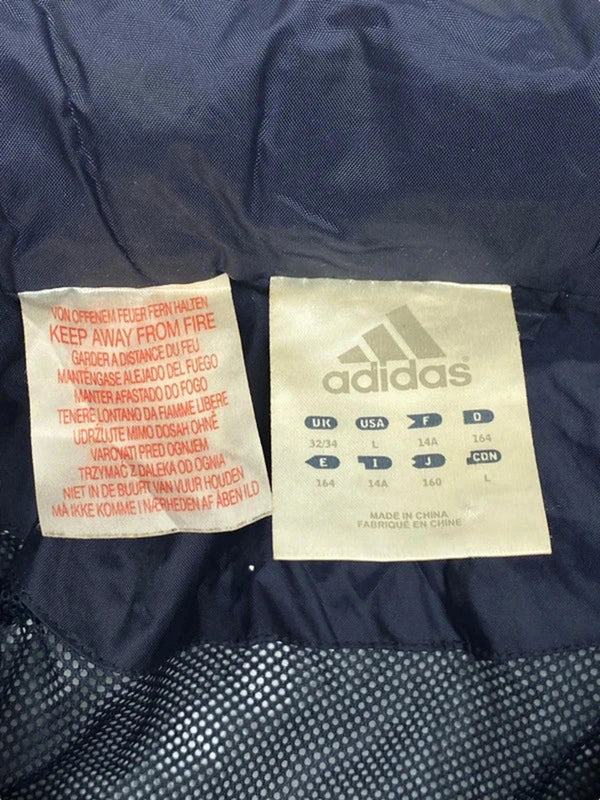 VON OFFENEM FEUER FERN HALTEN
KEEP AWAY FROM FIRE
GARDER A DISTANCE DU FEU
MANTÉNGASE ALEJADO DEL FUEGO
MANTER AFASTADO DO FOGO
TENERE LONTANO DA FIAMME LIBERE
UDRŽUJTE MIMO DOSAH OHNĚ
VAROVATI PRED OGNJEM
TRZYMAĆ Z DALEKA OD OGNIA
NIET IN DE BUURT VAN VUUR HOUDEN
MÅ IKKE KOMME I NÆRHEDEN AF ÅBEN ILD
adidas
UK USA F D
32/34 L 14A 164
E I J CDN
164 14A 160 L
MADE IN CHINA
FABRIQUÉ EN CHINE